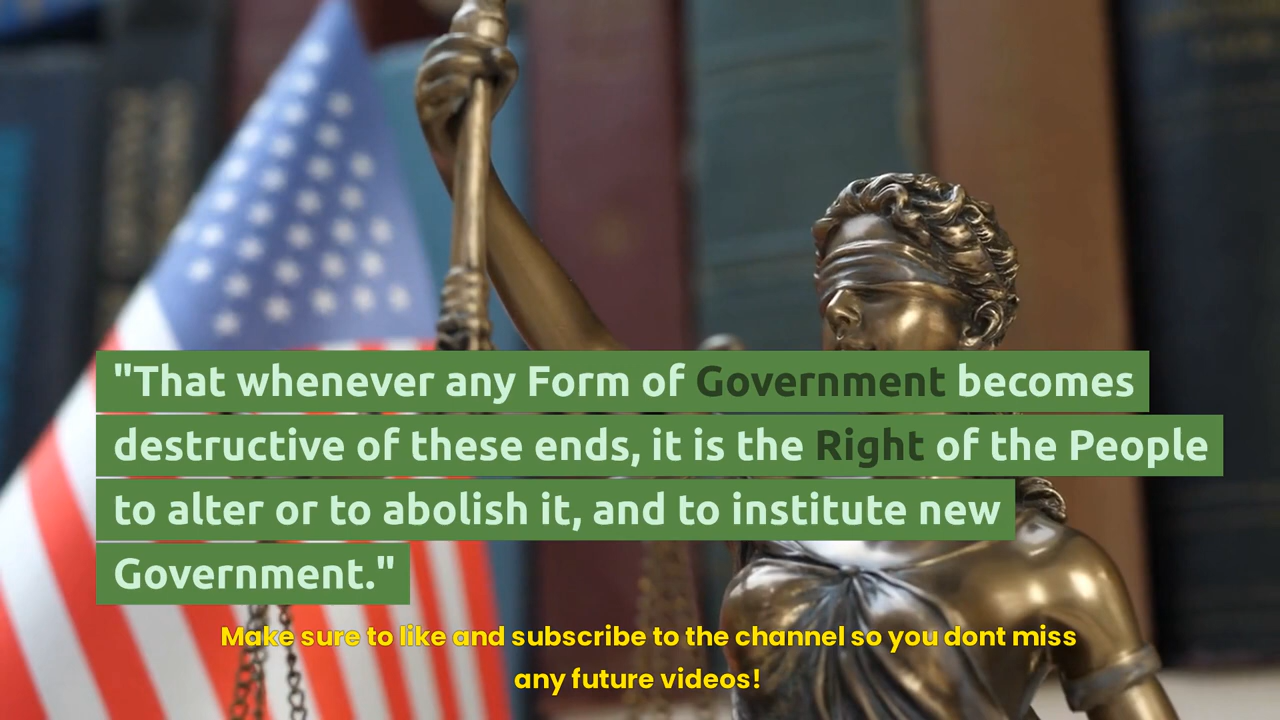 "That whenever any Form of Government becomes
destructive of these ends, it is the Right of the People
to alter or to abolish it, and to institute new
Government."
Make sure to like and subscribe to the channel so you dont miss
any future videos!